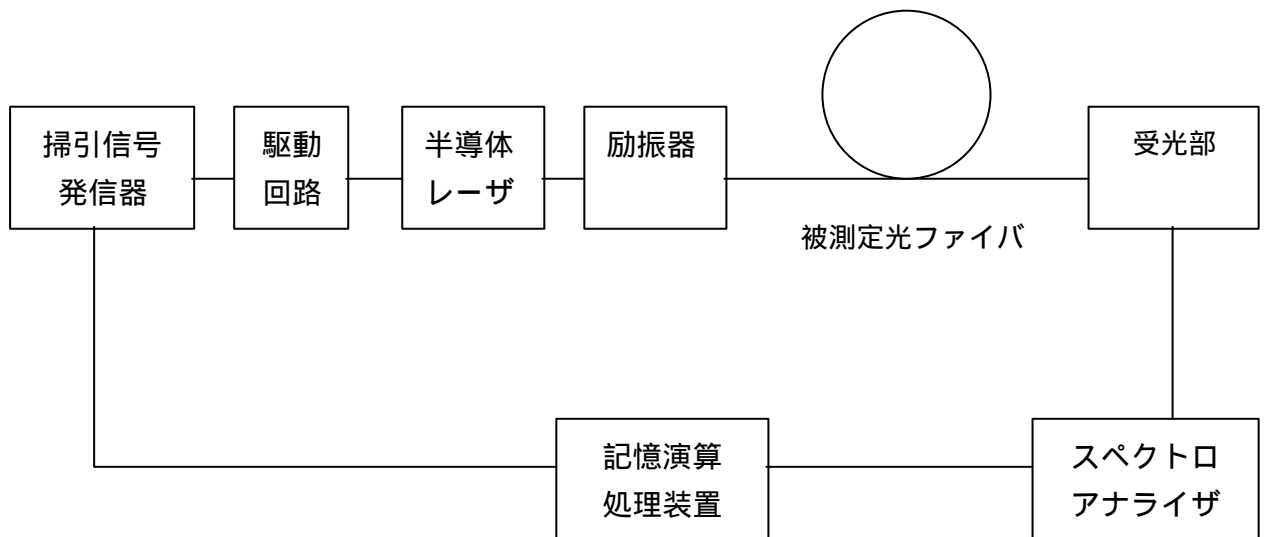 掃引信号
発信器
駆動
回路
半導体
レーザ
励振器
受光部
被測定光ファイバ
記憶演算
処理装置
スペクトロ
アナライザ